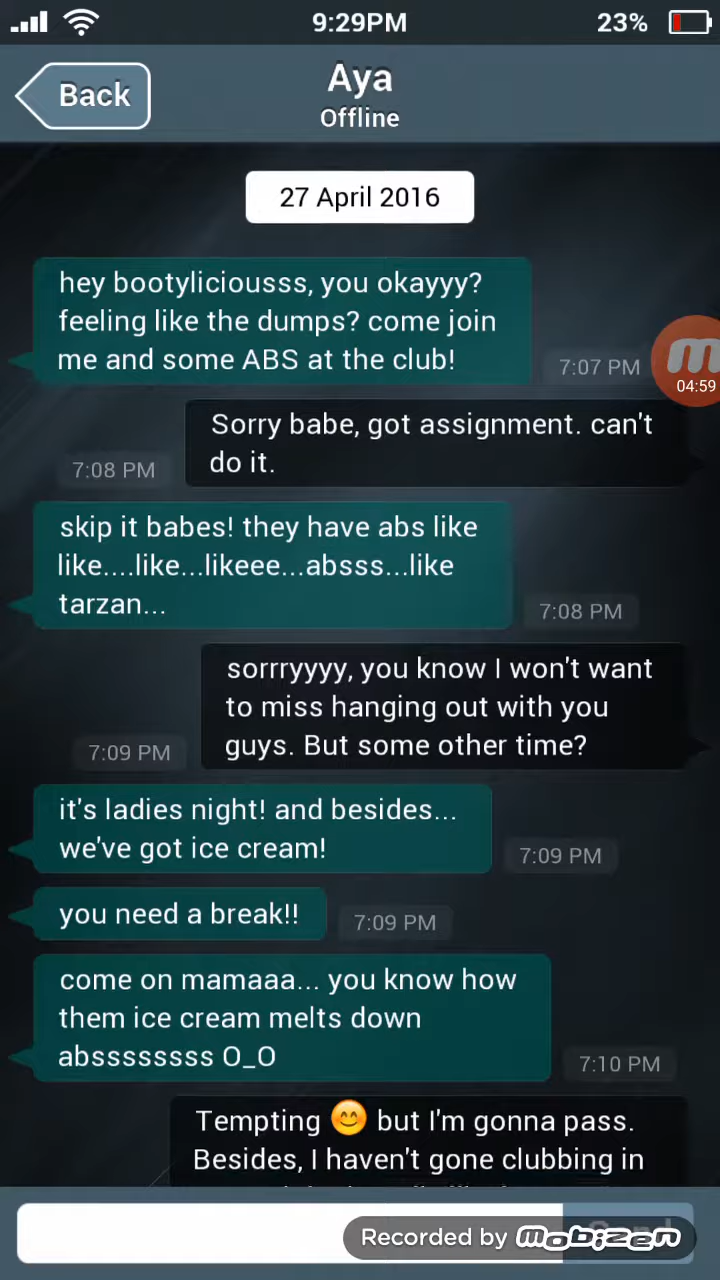 9:29PM
23%
Back
Aya
Offline
27 April 2016
hey bootyliciousss, you okayyy?
feeling like the dumps? come join
me and some ABS at the club!
7:07 PM
04:59
Sorry babe, got assignment. can't
do it.
7:08 PM
skip it babes! they have abs like
like....like...likeee...absss...like
tarzan...
7:08 PM
sorrryyyy, you know I won't want
to miss hanging out with you
guys. But some other time?
7:09 PM
it's ladies night! and besides...
we've got ice cream!
7:09 PM
you need a break!!
7:09 PM
come on mamaaa... you know how
them ice cream melts down
abssssssss O_O
7:10 PM
Tempting 😊 but I'm gonna pass.
Besides, I haven't gone clubbing in
Recorded by mobizen